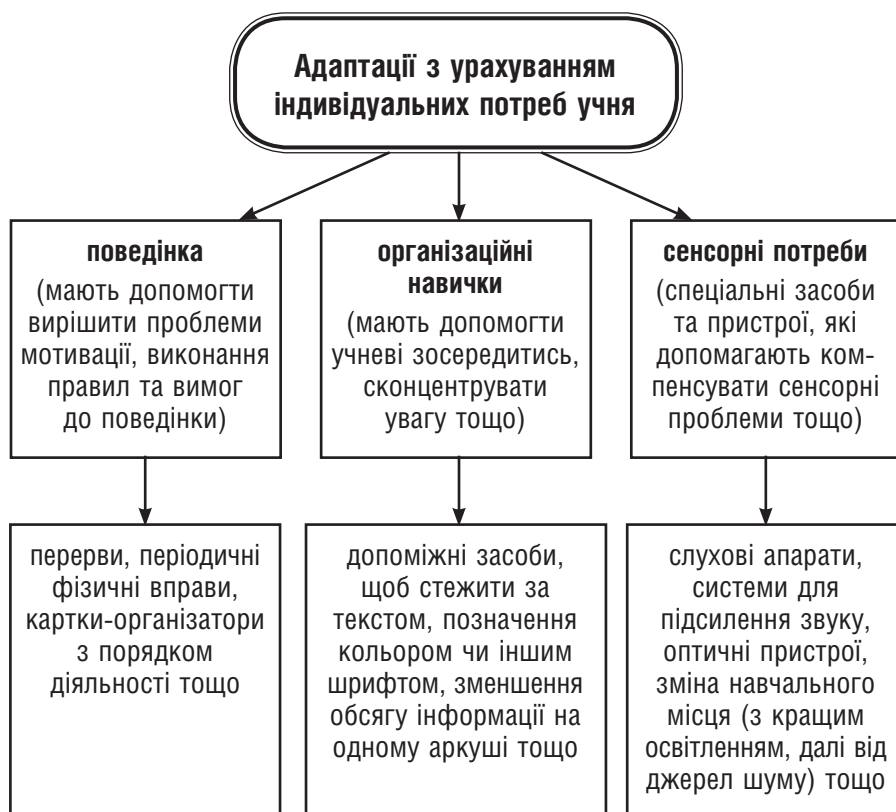 Адаптації з урахуванням
індивідуальних потреб учня
поведінка
(мають допомогти
вирішити проблеми
мотивації, виконання
правил та вимог
до поведінки)
організаційні
навички
(мають допомогти
учневі зосередитись,
сконцентрувати
увагу тощо)
сенсорні потреби
(спеціальні засоби
та пристрої, які
допомагають ком-
пенсувати сенсорні
проблеми тощо)
перерви, періодичні
фізичні вправи,
картки-організатори
з порядком
діяльності тощо
допоміжні засоби,
щоб стежити за
текстом, позначення
кольором чи іншим
шрифтом, зменшення
обсягу інформації на
одному аркуші тощо
слухові апарати,
системи для
підсилення звуку,
оптичні пристрої,
зміна навчального
місця (з кращим
освітленням, далі від
джерел шуму) тощо